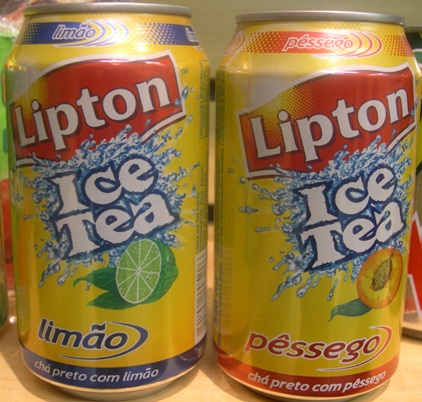 limão
Lipton
Ice
Tea
limão
chá preto com limão
pêssego
Lipton
Ice
Tea
pêssego
chá preto com pêssego